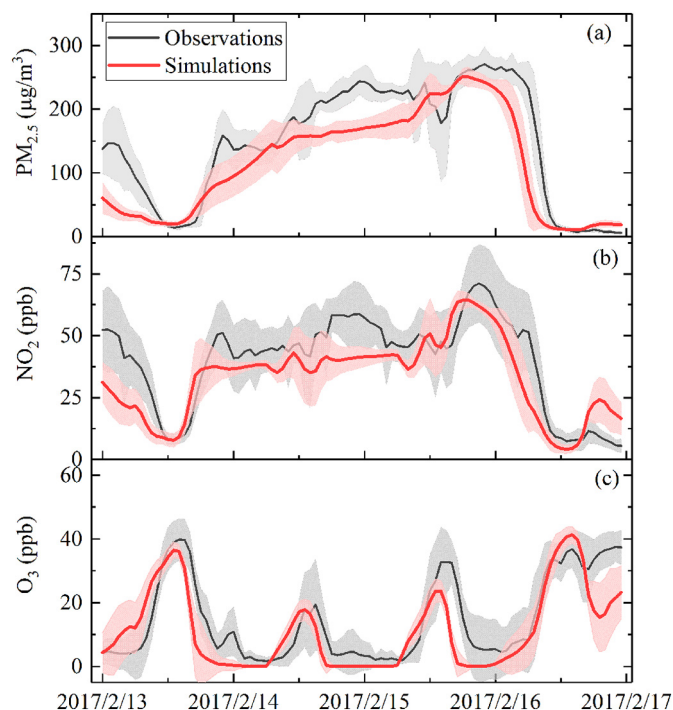 Observations
Simulations
(a)
300
200
100
0
PM2.5 (μg/m³)
(b)
75
50
25
0
NO2 (ppb)
(c)
60
40
20
0
O3 (ppb)
2017/2/13 2017/2/14 2017/2/15 2017/2/16 2017/2/17